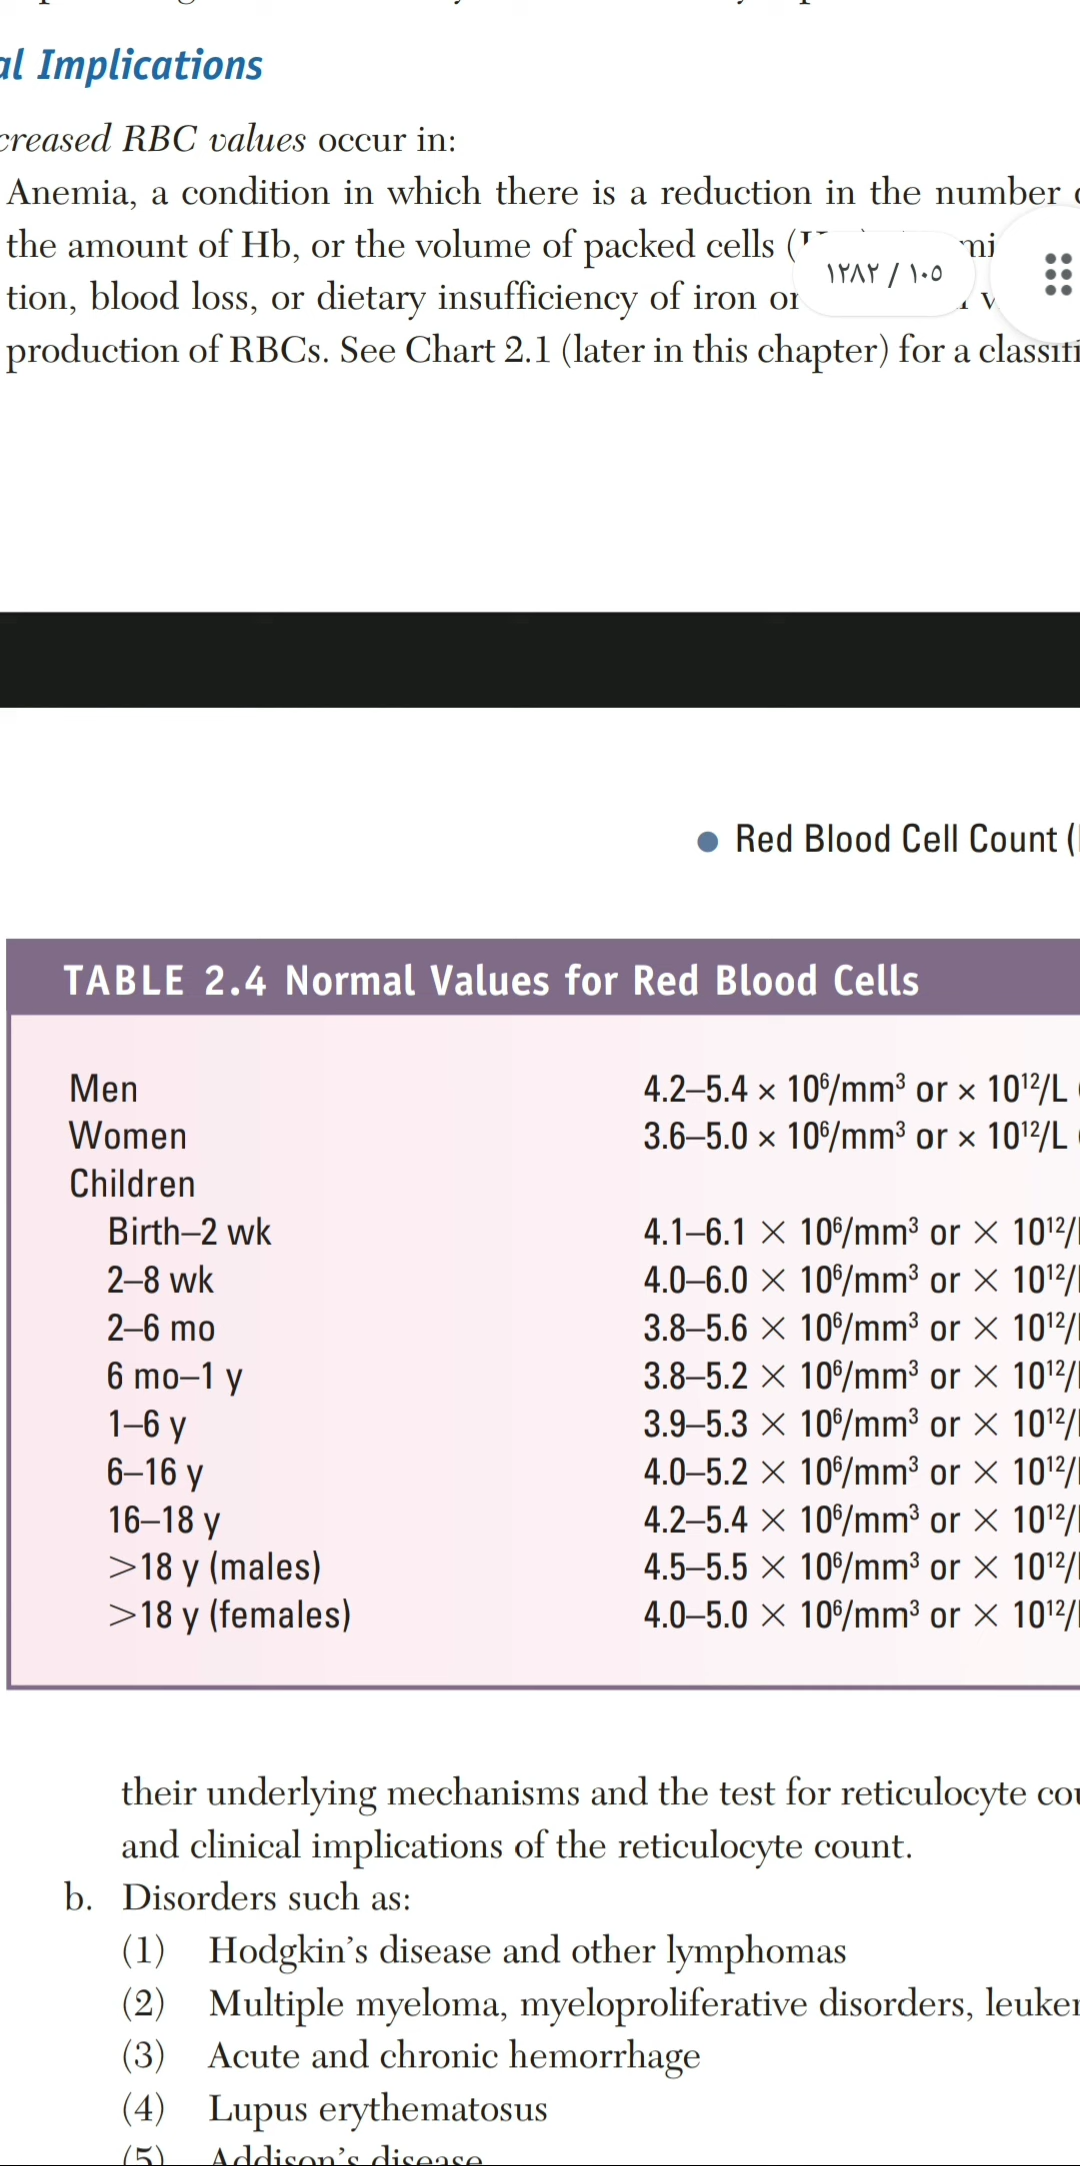 al Implications
creased RBC values occur in:
Anemia, a condition in which there is a reduction in the number
the amount of Hb, or the volume of packed cells (
١٢٨٢ / ١٠٥
tion, blood loss, or dietary insufficiency of iron or
production of RBCs. See Chart 2.1 (later in this chapter) for a classifi
• Red Blood Cell Count (
TABLE 2.4 Normal Values for Red Blood Cells
Men 4.2–5.4 × 10⁶/mm³ or × 10¹²/L
Women 3.6–5.0 × 10⁶/mm³ or × 10¹²/L
Children
Birth–2 wk 4.1–6.1 × 10⁶/mm³ or × 10¹²/
2–8 wk 4.0–6.0 × 10⁶/mm³ or × 10¹²/
2–6 mo 3.8–5.6 × 10⁶/mm³ or × 10¹²/
6 mo–1 y 3.8–5.2 × 10⁶/mm³ or × 10¹²/
1–6 y 3.9–5.3 × 10⁶/mm³ or × 10¹²/
6–16 y 4.0–5.2 × 10⁶/mm³ or × 10¹²/
16–18 y 4.2–5.4 × 10⁶/mm³ or × 10¹²/
>18 y (males) 4.5–5.5 × 10⁶/mm³ or × 10¹²/
>18 y (females) 4.0–5.0 × 10⁶/mm³ or × 10¹²/
their underlying mechanisms and the test for reticulocyte cou
and clinical implications of the reticulocyte count.
b. Disorders such as:
(1) Hodgkin’s disease and other lymphomas
(2) Multiple myeloma, myeloproliferative disorders, leukem
(3) Acute and chronic hemorrhage
(4) Lupus erythematosus
(5) Addison’s disease